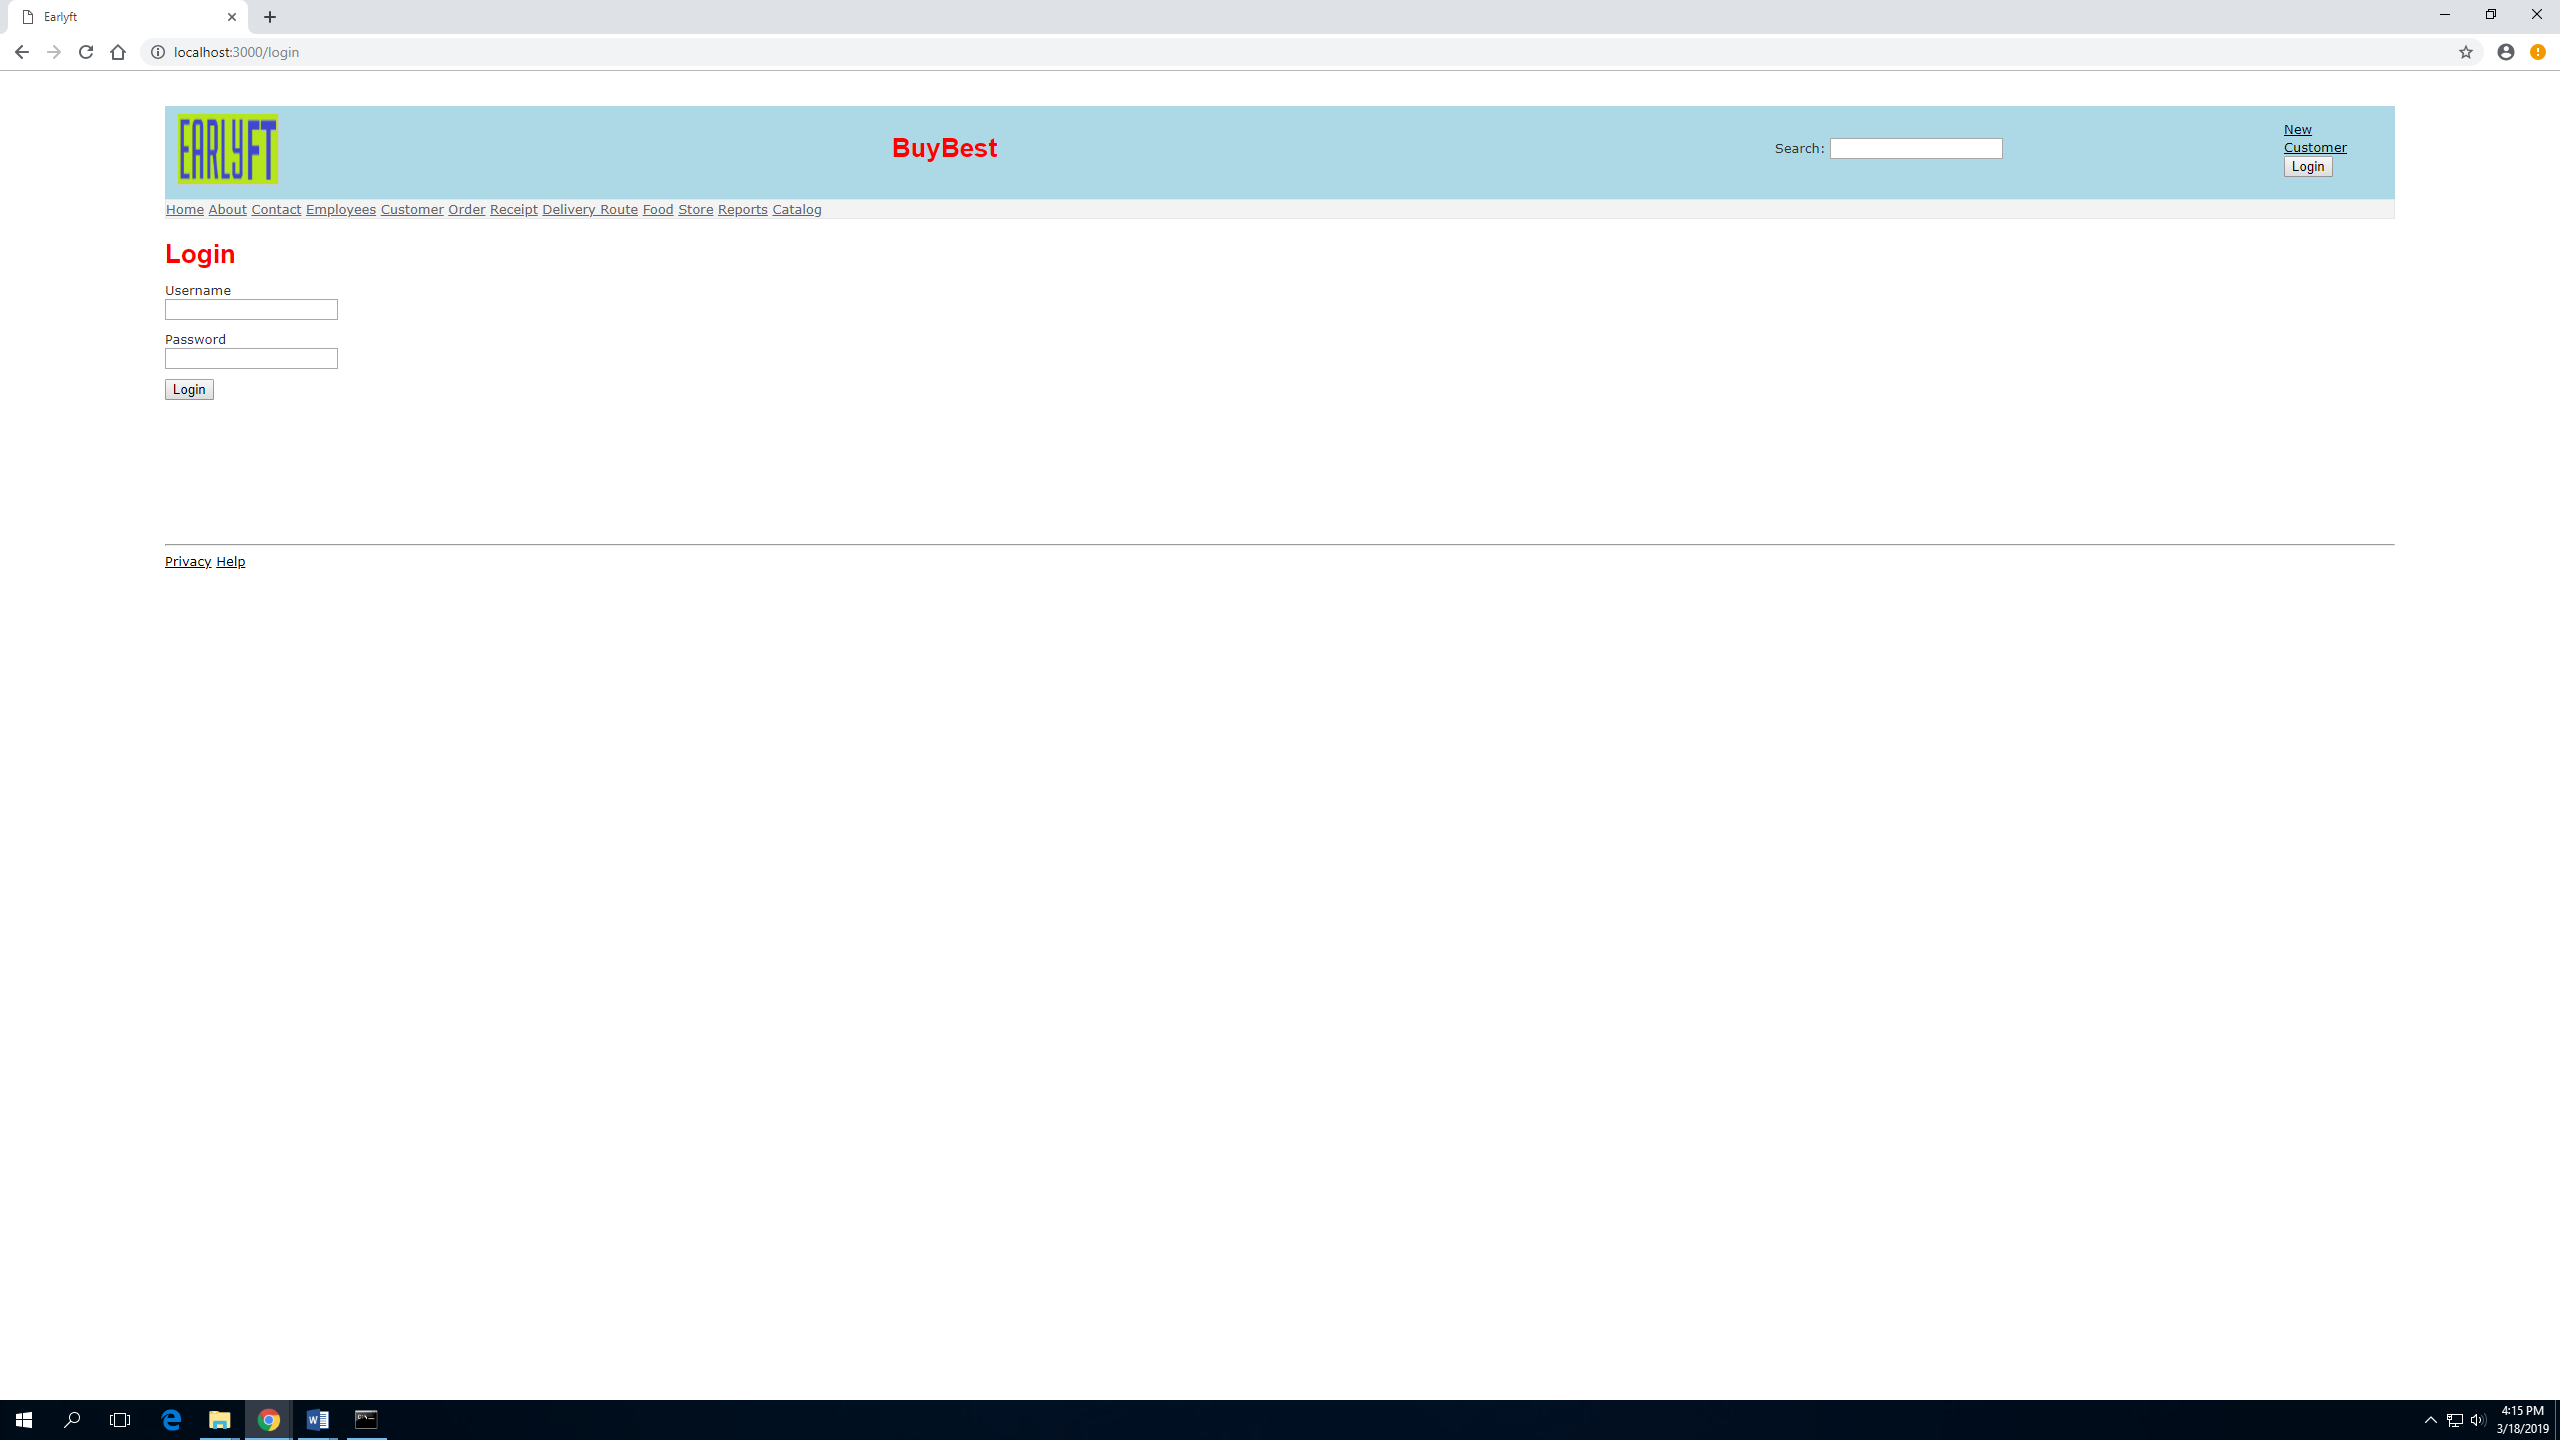 Earlyft
localhost:3000/login
EARLYFT
BuyBest
Search:
New
Customer
Login
Home About Contact Employees Customer Order Receipt Delivery Route Food Store Reports Catalog
Login
Username
Password
Login
Privacy Help
4:15 PM
3/18/2019